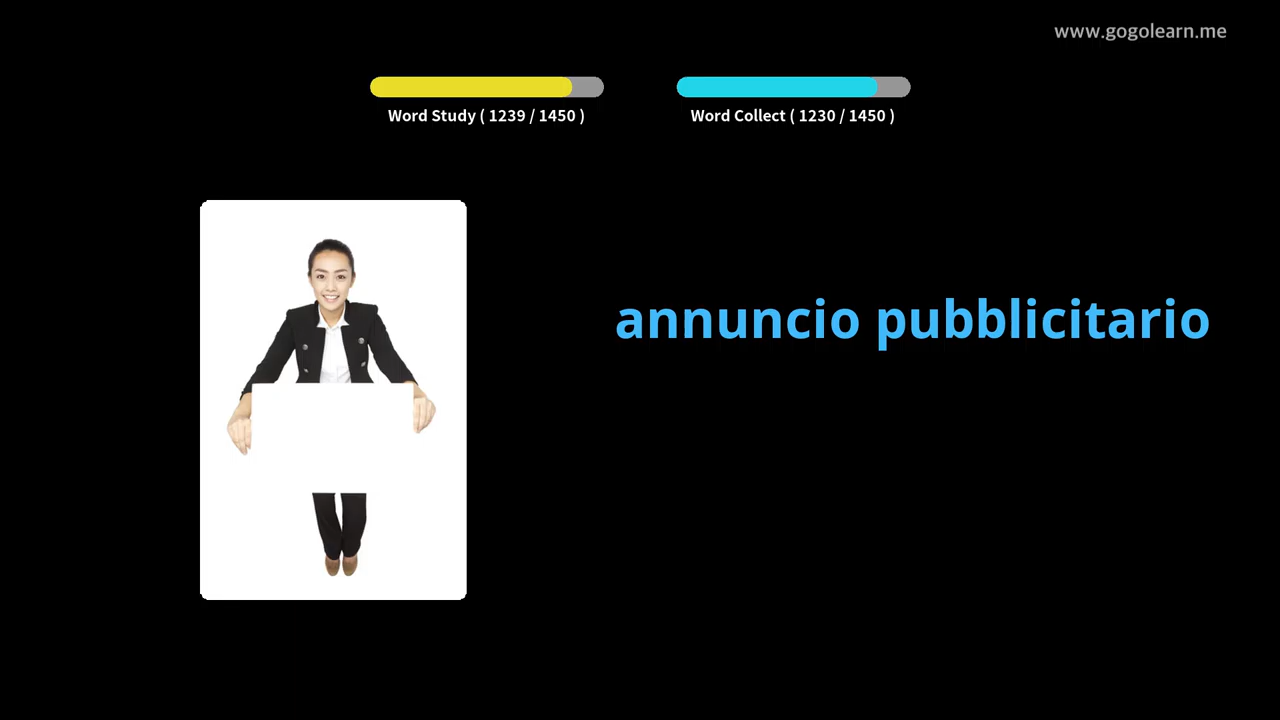 www.gogolearn.me
Word Study ( 1239 / 1450 )
Word Collect ( 1230 / 1450 )
annuncio pubblicitario